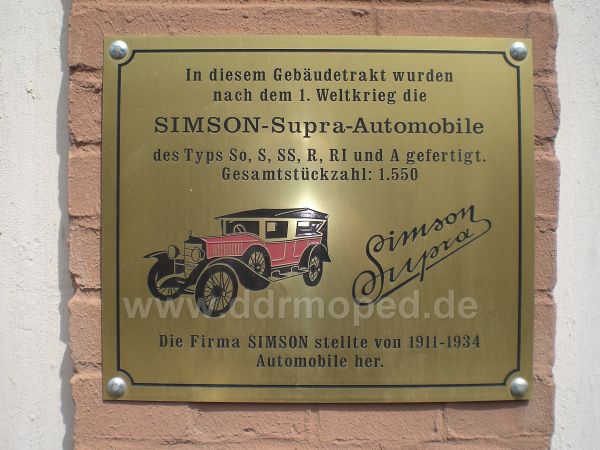 In diesem Gebäudetrakt wurden
nach dem 1. Weltkrieg die
SIMSON-Supra-Automobile
des Typs So, S, SS, R, RI und A gefertigt.
Gesamtstückzahl: 1.550
Simson
Supra
www.ddrmoped.de
Die Firma SIMSON stellte von 1911-1934
Automobile her.